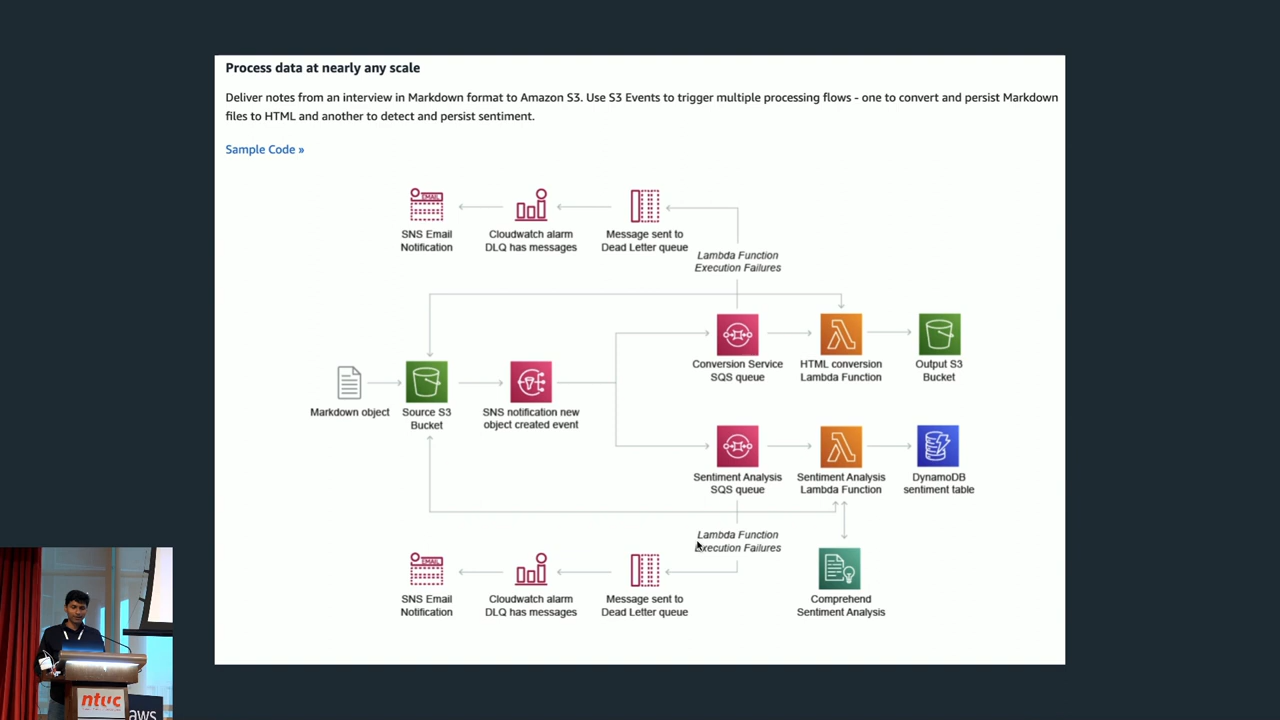 Process data at nearly any scale
Deliver notes from an interview in Markdown format to Amazon S3. Use S3 Events to trigger multiple processing flows - one to convert and persist Markdown
files to HTML and another to detect and persist sentiment.
Sample Code »
EMAIL
SNS Email
Notification
Cloudwatch alarm
DLQ has messages
Message sent to
Dead Letter queue
Lambda Function
Execution Failures
Markdown object
Source S3
Bucket
SNS notification new
object created event
Conversion Service
SQS queue
HTML conversion
Lambda Function
Output S3
Bucket
Sentiment Analysis
SQS queue
Sentiment Analysis
Lambda Function
DynamoDB
sentiment table
Lambda Function
Execution Failures
EMAIL
SNS Email
Notification
Cloudwatch alarm
DLQ has messages
Message sent to
Dead Letter queue
Comprehend
Sentiment Analysis
ntuc
aws